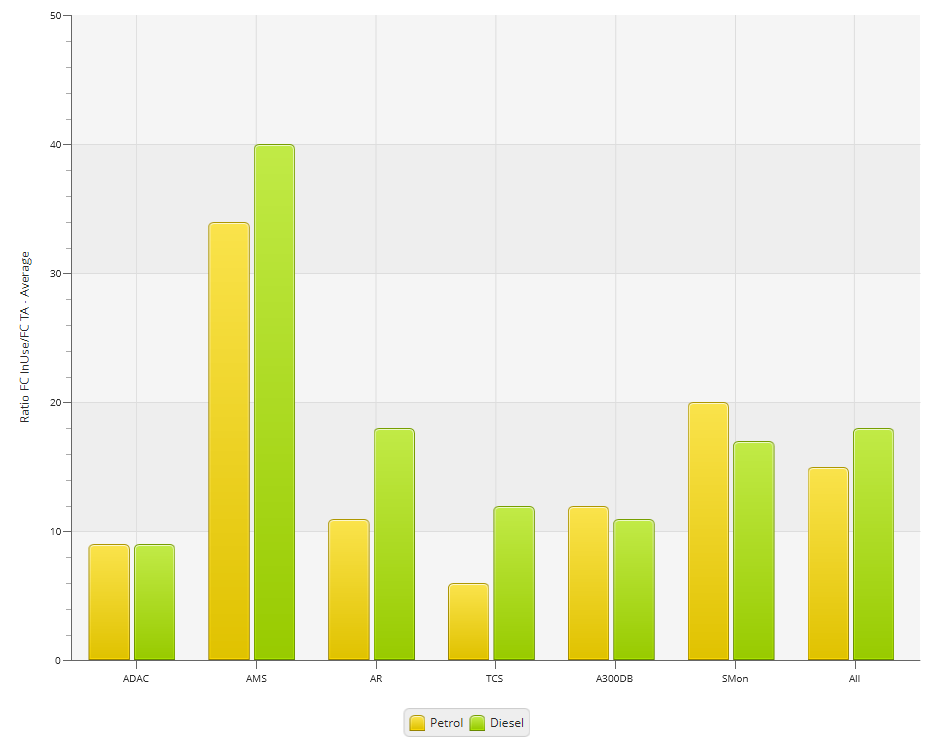 50
40
30
20
10
0
Ratio FC InUse/FC TA - Average
ADAC AMS AR TCS A300DB SMon All
Petrol Diesel